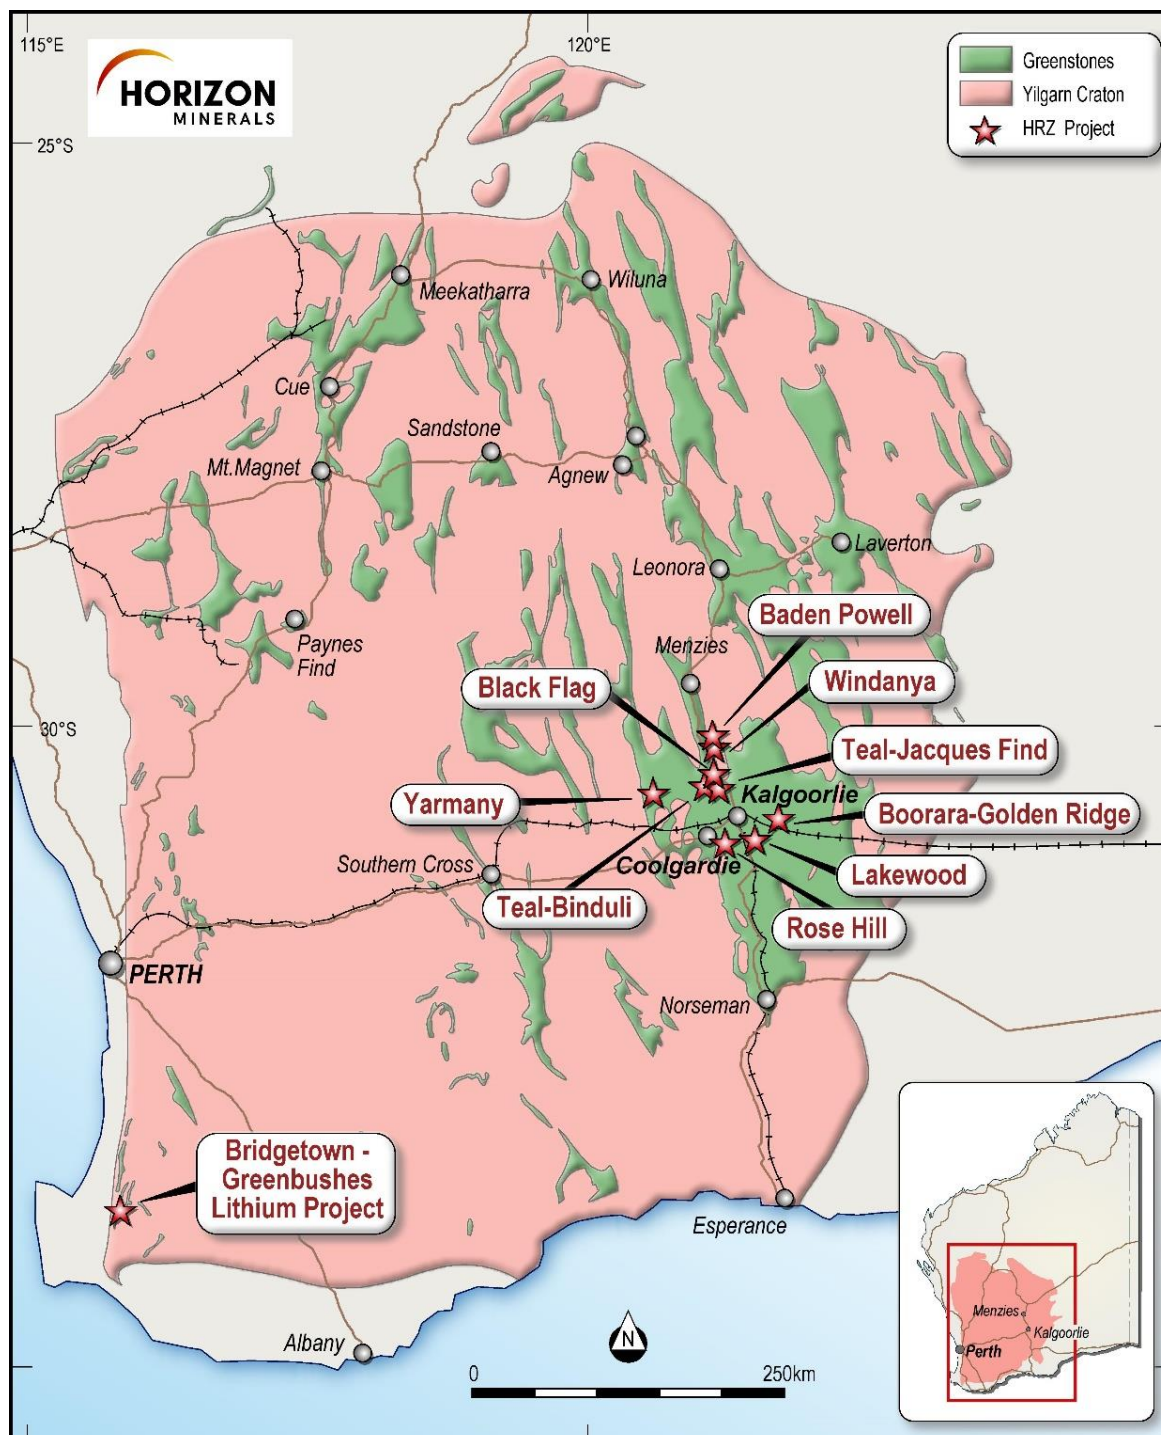 115°E
120°E
HORIZON
MINERALS
Greenstones
Yilgarn Craton
HRZ Project
25°S
Meekatharra
Wiluna
Cue
Sandstone
Mt.Magnet
Agnew
Laverton
Leonora
Baden Powell
Paynes
Find
Menzies
Black Flag
Windanya
30°S
Teal-Jacques Find
Yarmany
Kalgoorlie
Boorara-Golden Ridge
Southern Cross
Coolgardie
Lakewood
Teal-Binduli
Rose Hill
PERTH
Norseman
Bridgetown -
Greenbushes
Lithium Project
Esperance
Albany
N
0
250km
Menzies
Kalgoorlie
Perth